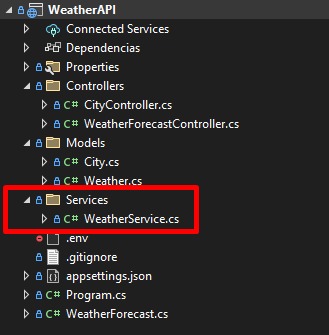 WeatherAPI
Connected Services
Dependencias
Properties
Controllers
C# CityController.cs
C# WeatherForecastController.cs
Models
C# City.cs
C# Weather.cs
Services
C# WeatherService.cs
.env
.gitignore
appsettings.json
C# Program.cs
C# WeatherForecast.cs